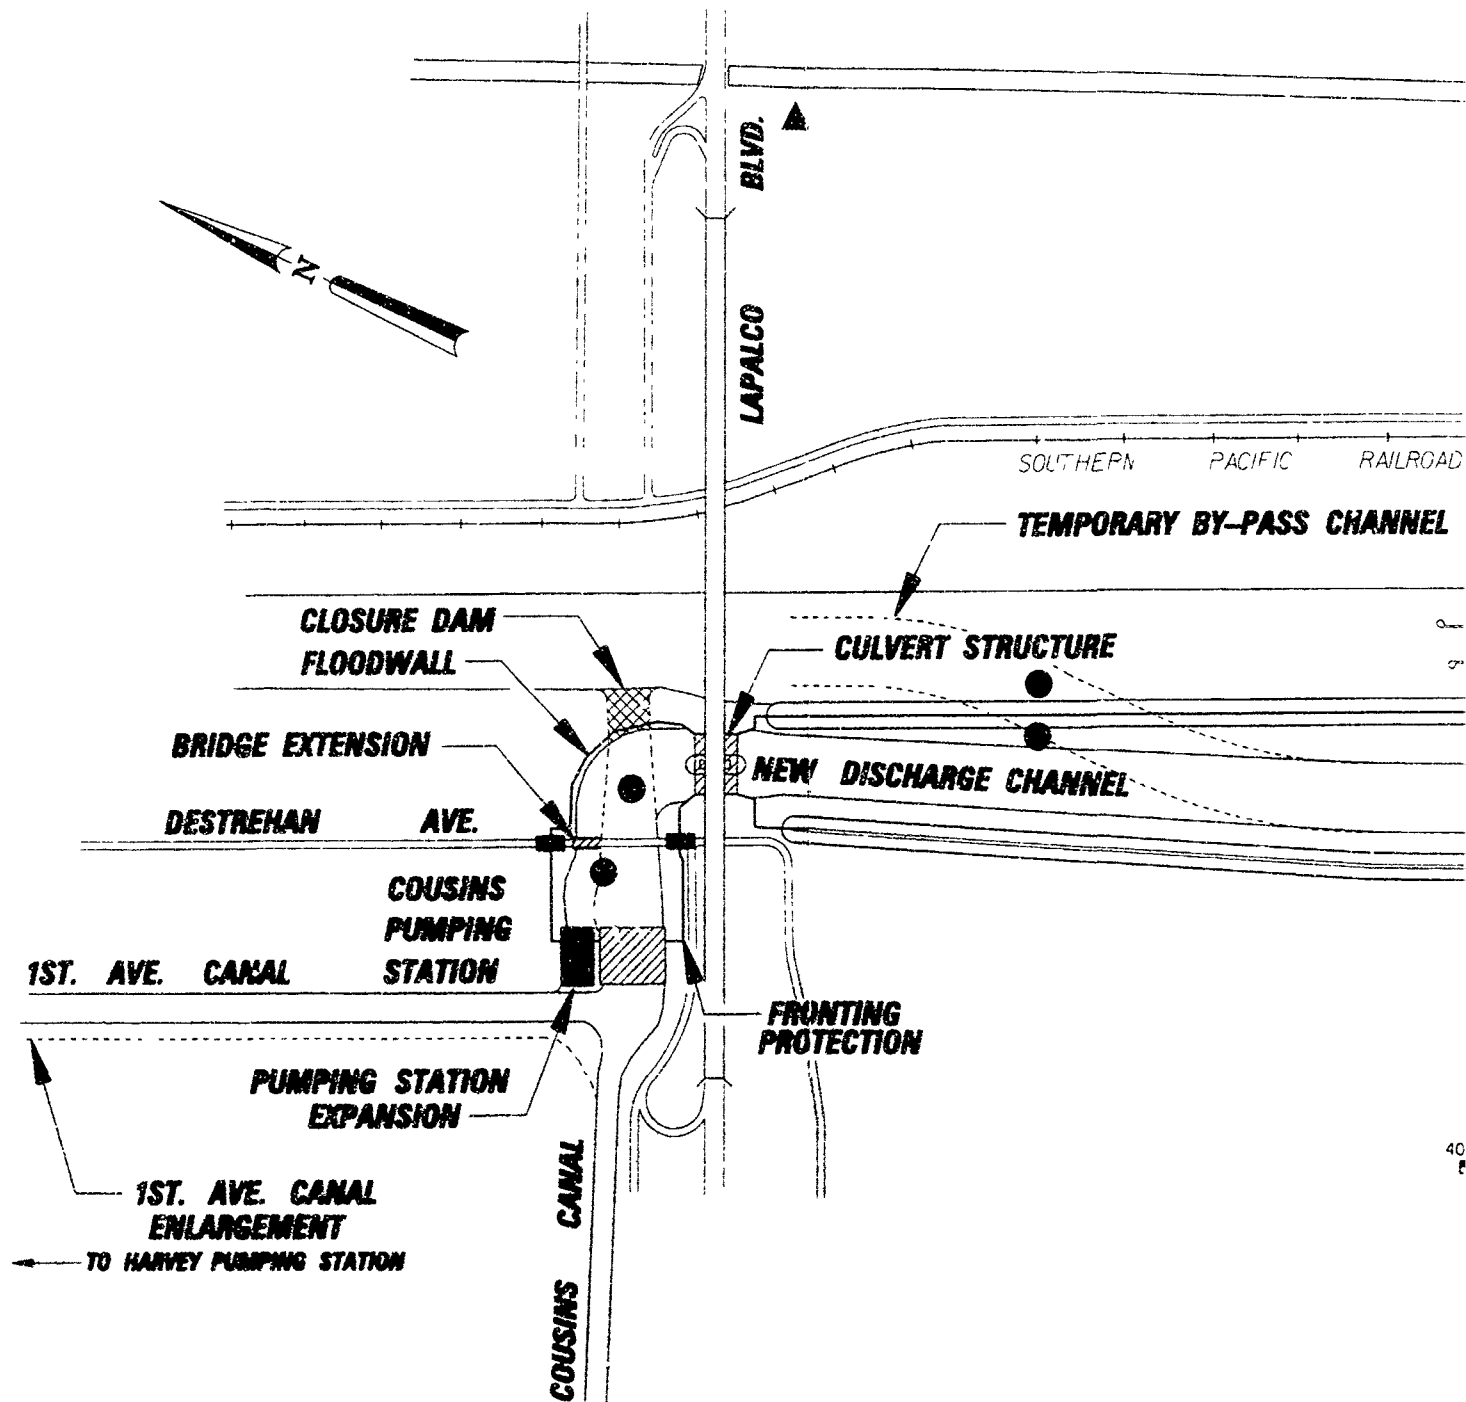 BLVD.
N
LAPALCO
SOUTHERN PACIFIC RAILROAD
TEMPORARY BY-PASS CHANNEL
CLOSURE DAM
FLOODWALL
CULVERT STRUCTURE
BRIDGE EXTENSION
NEW DISCHARGE CHANNEL
DESTREHAN AVE.
COUSINS
PUMPING
STATION
1ST. AVE. CANAL
FRONTING
PROTECTION
PUMPING STATION
EXPANSION
1ST. AVE. CANAL
ENLARGEMENT
TO HARVEY PUMPING STATION
COUSINS CANAL
40